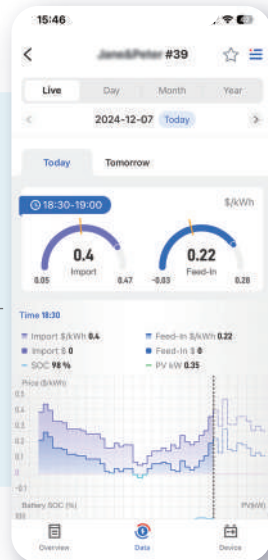 15:46
#39
Live Day Month Year
2024-12-07 Today
Today Tomorrow
18:30-19:00 $/kWh
0.4 0.22
Import Feed-In
0.05 0.47 -0.03 0.28
Time 18:30
Import $/kWh 0.4 Feed-In $/kWh 0.22
Import $ 0 Feed-In $ 0
SOC 98 % PV kW 0.35
Price ($/kWh)
0.5
0.4
0.3
0.2
0.1
0
-0.1
Battery SOC (%) PV(kW)
100
Overview Data Device